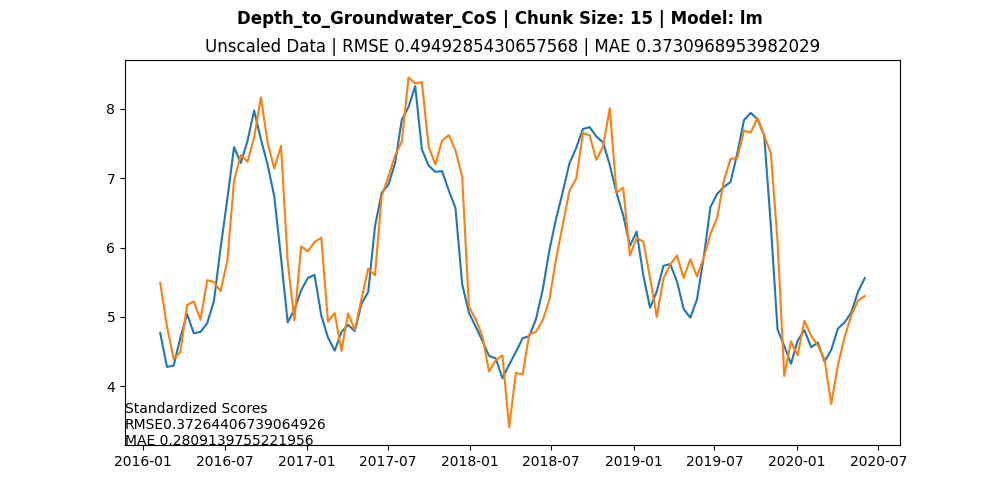 Depth_to_Groundwater_CoS | Chunk Size: 15 | Model: lm
Unscaled Data | RMSE 0.4949285430657568 | MAE 0.3730968953982029
8
7
6
5
4
Standardized Scores
RMSE0.37264406739064926
MAE 0.2809139755221956
2016-01 2016-07 2017-01 2017-07 2018-01 2018-07 2019-01 2019-07 2020-01 2020-07